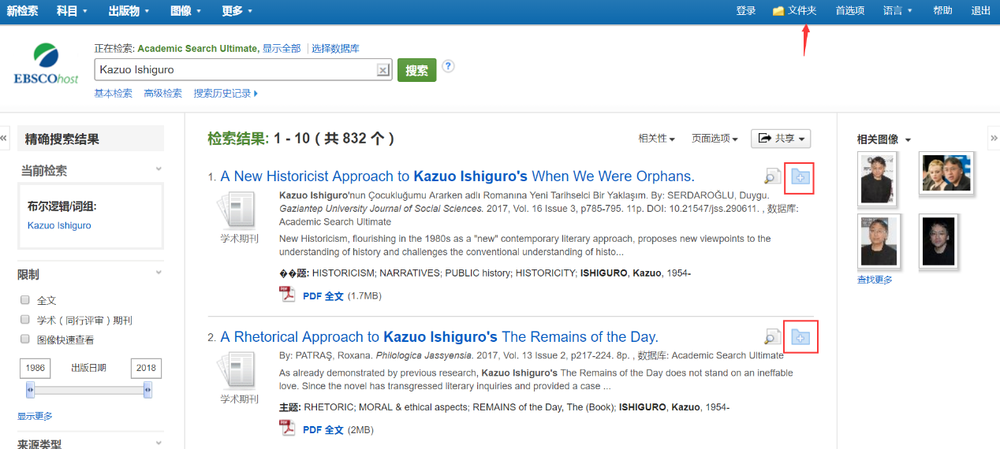 新检索 科目 出版物 图像 更多 登录 文件夹 首选项 语言 帮助 退出
EBSCOhost
正在检索: Academic Search Ultimate, 显示全部 选择数据库
Kazuo Ishiguro
搜索 ?
基本检索 高级检索 搜索历史记录
精确搜索结果
当前检索
布尔逻辑/词组:
Kazuo Ishiguro
限制
全文
学术（同行评审）期刊
图像快速查看
1986 出版日期 2018
显示更多
来源类型
检索结果: 1 - 10 ( 共 832 个 )
相关性 页面选项 共享
1. A New Historicist Approach to Kazuo Ishiguro's When We Were Orphans.
学术期刊
Kazuo Ishiguro'nun Çocukluğumu Ararken adlı Romanına Yeni Tarihselci Bir Yaklaşım. By: SERDAROĞLU, Duygu.
Gaziantep University Journal of Social Sciences. 2017, Vol. 16 Issue 3, p785-795. 11p. DOI: 10.21547/jss.290611. , 数据库:
Academic Search Ultimate
New Historicism, flourishing in the 1980s as a "new" contemporary literary approach, proposes new viewpoints to the
understanding of history and challenges the conventional understanding of histo...
��题: HISTORICISM; NARRATIVES; PUBLIC history; HISTORICITY; ISHIGURO, Kazuo, 1954-
PDF 全文 (1.7MB)
2. A Rhetorical Approach to Kazuo Ishiguro's The Remains of the Day.
学术期刊
By: PATRAŞ, Roxana. Philologica Jassyensia. 2017, Vol. 13 Issue 2, p217-224. 8p. , 数据库: Academic Search Ultimate
As already demonstrated by previous research, Kazuo Ishiguro's The Remains of the Day does not stand on an ineffable
love. Since the novel has transgressed literary inquiries and provided a case ...
主题: RHETORIC; MORAL & ethical aspects; REMAINS of the Day, The (Book); ISHIGURO, Kazuo, 1954-
PDF 全文 (2MB)
相关图像
查找更多